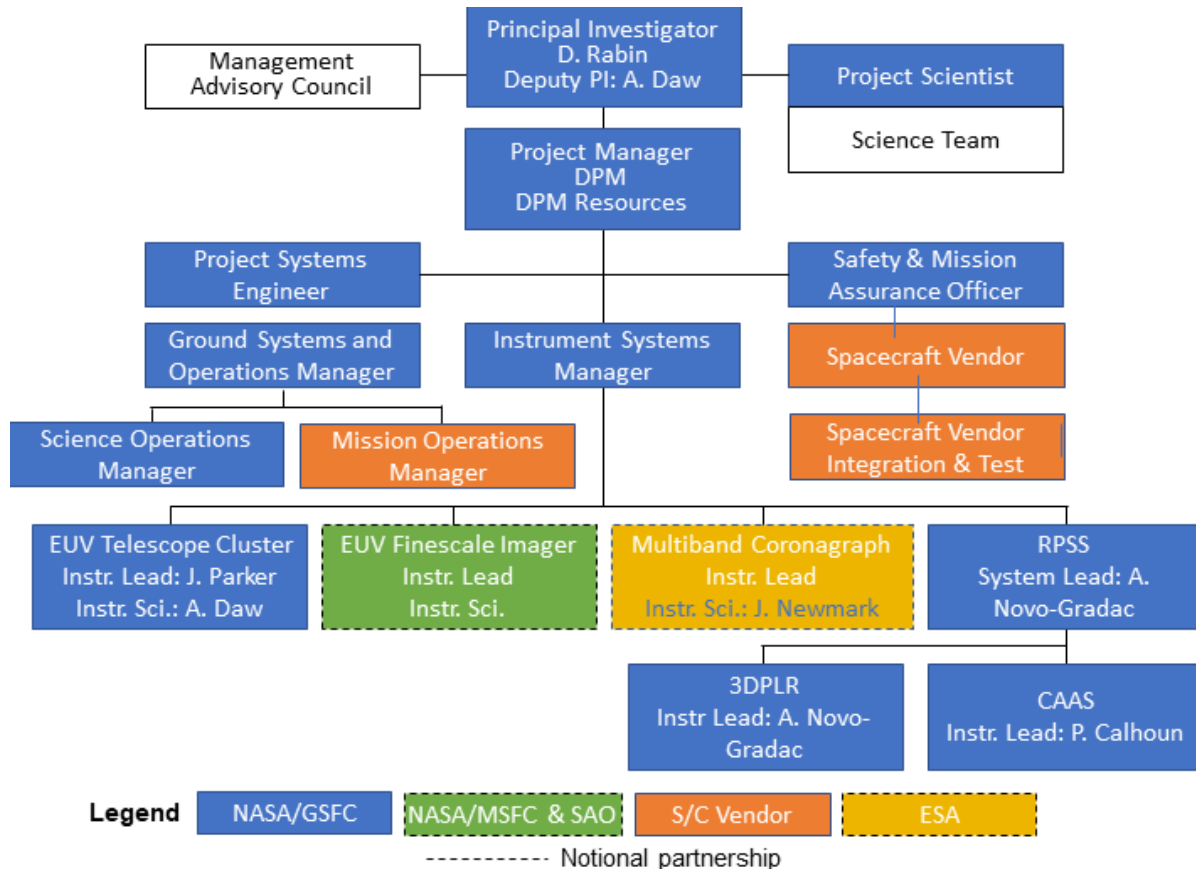 Principal Investigator
D. Rabin
Deputy PI: A. Daw
Management
Advisory Council
Project Scientist
Science Team
Project Manager
DPM
DPM Resources
Project Systems
Engineer
Safety & Mission
Assurance Officer
Ground Systems and
Operations Manager
Instrument Systems
Manager
Spacecraft Vendor
Science Operations
Manager
Mission Operations
Manager
Spacecraft Vendor
Integration & Test
EUV Telescope Cluster
Instr. Lead: J. Parker
Instr. Sci.: A. Daw
EUV Finescale Imager
Instr. Lead
Instr. Sci.
Multiband Coronagraph
Instr. Lead
Instr. Sci.: J. Newmark
RPSS
System Lead: A.
Novo-Gradac
3DPLR
Instr Lead: A. Novo-
Gradac
CAAS
Instr. Lead: P. Calhoun
Legend
NASA/GSFC
NASA/MSFC & SAO
S/C Vendor
ESA
Notional partnership